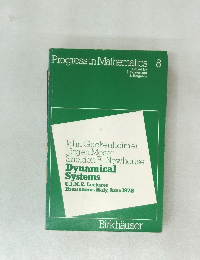 Progress in Mathematics 8
John Guckenheimer
Jürgen Moser
Sheldon E. Newhouse
Dynamical
Systems
C.I.M.E. Lectures
Bressanone, Italy, June 1978
Birkhäuser